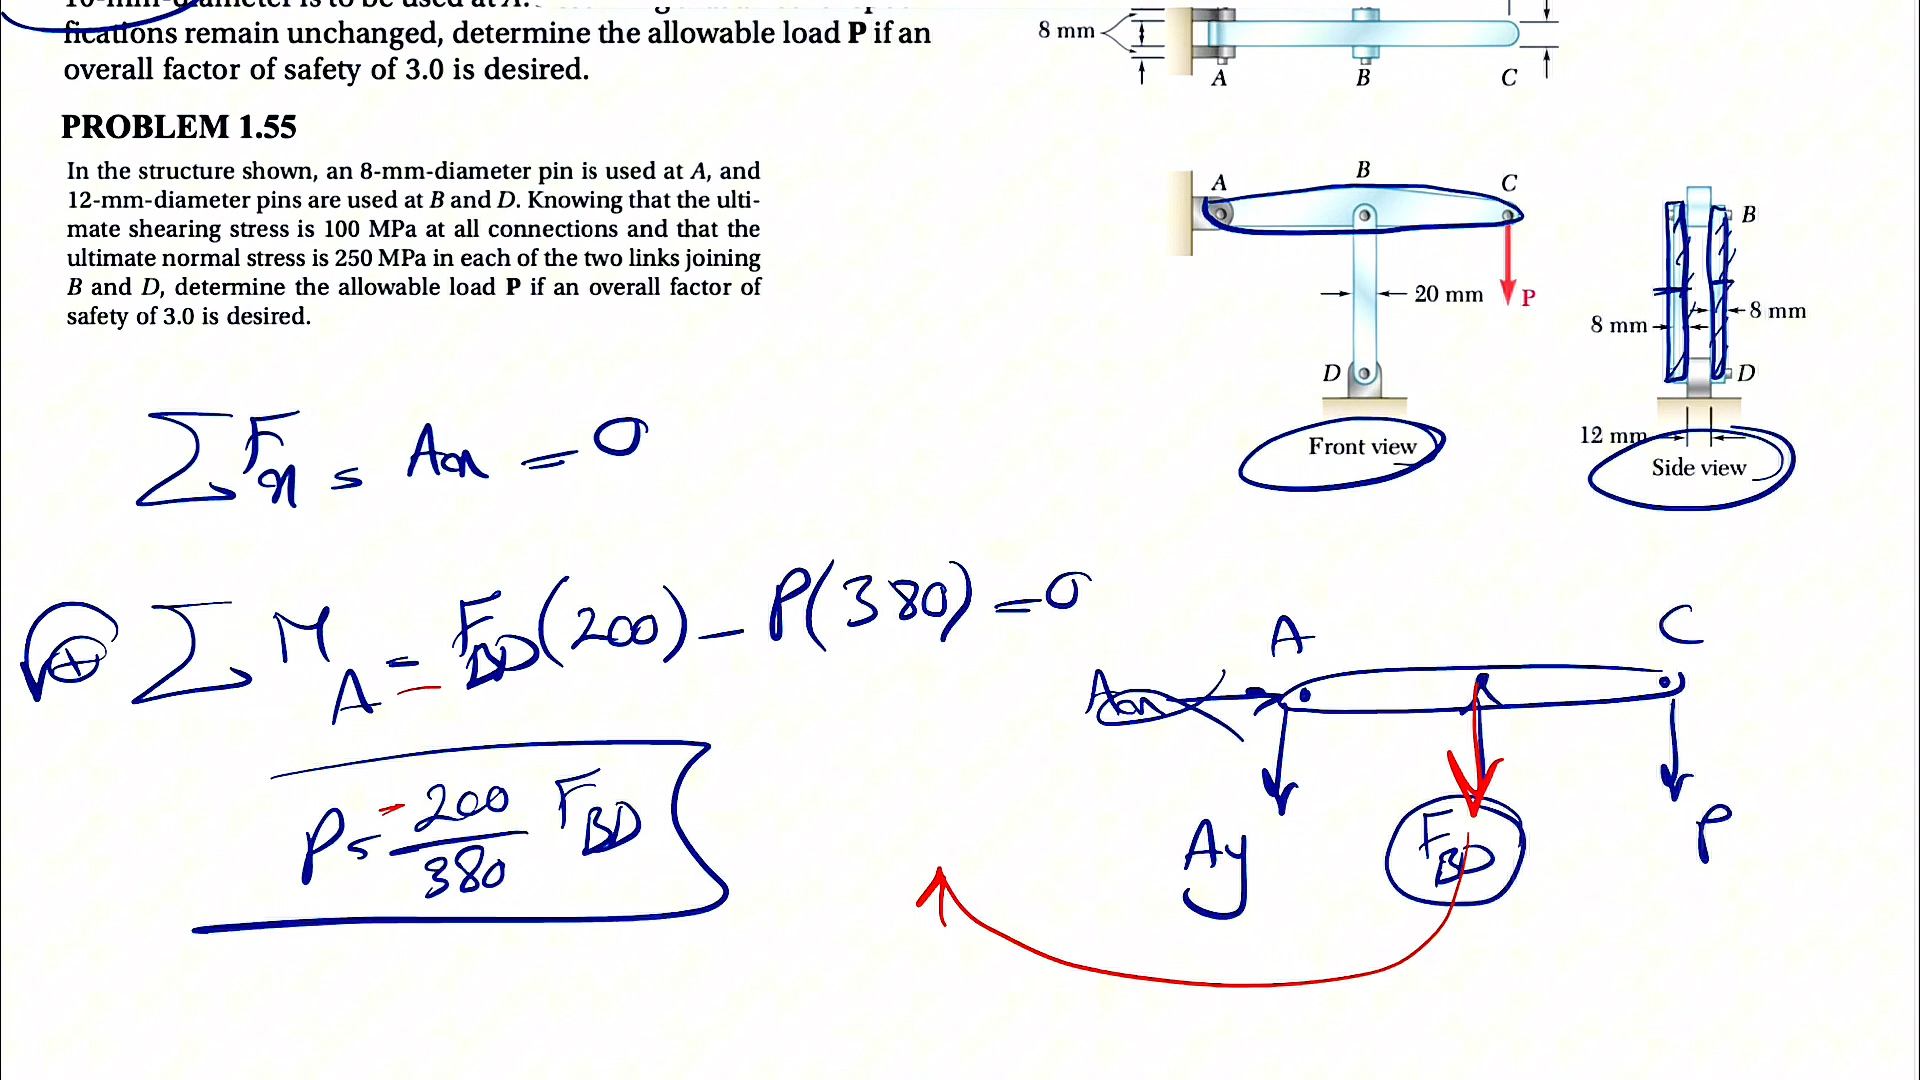 fications remain unchanged, determine the allowable load P if an
overall factor of safety of 3.0 is desired.
8 mm
A
B
C
PROBLEM 1.55
In the structure shown, an 8-mm-diameter pin is used at A, and
12-mm-diameter pins are used at B and D. Knowing that the ulti-
mate shearing stress is 100 MPa at all connections and that the
ultimate normal stress is 250 MPa in each of the two links joining
B and D, determine the allowable load P if an overall factor of
safety of 3.0 is desired.
A
B
C
20 mm
P
D
Front view
B
8 mm
8 mm
D
12 mm
Side view
∑Fx = Ax = 0
+ ∑MA = FBD(200) - P(380) = 0
P = 200/380 FBD
A
C
Ax
Ay
FBD
P